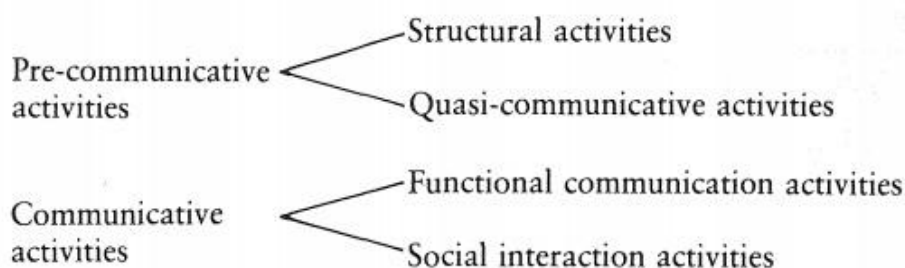 Structural activities
Pre-communicative
activities
Quasi-communicative activities
Functional communication activities
Communicative
activities
Social interaction activities